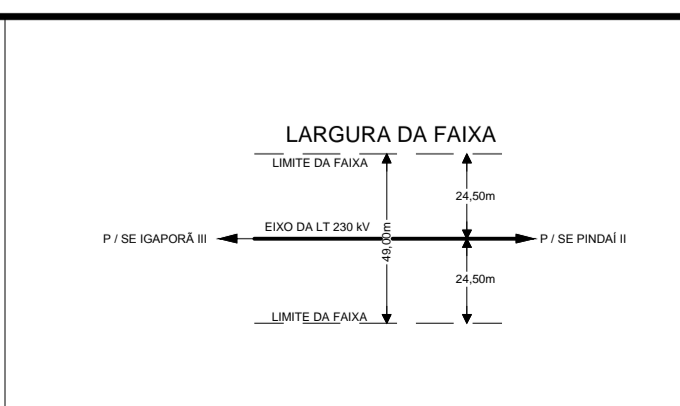 LARGURA DA FAIXA
LIMITE DA FAIXA
24,50m
EIXO DA LT 230 kV
49,00m
P / SE IGAPORÃ III
P / SE PINDAÍ II
24,50m
LIMITE DA FAIXA